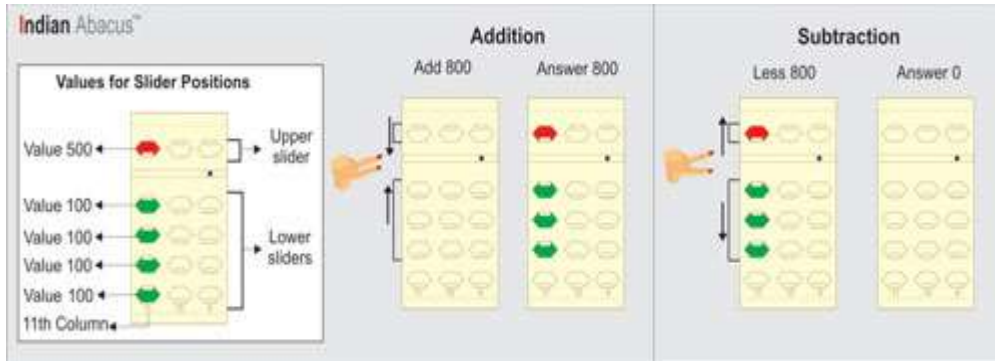 Indian Abacus™
Values for Slider Positions
Value 500
Upper
slider
Value 100
Value 100
Value 100
Value 100
Lower
sliders
11th Column
Addition
Add 800
Answer 800
Subtraction
Less 800
Answer 0